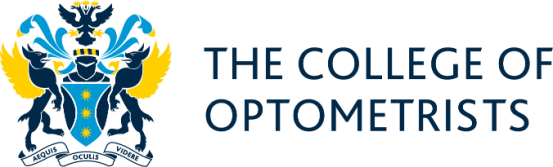 THE COLLEGE OF
OPTOMETRISTS
AEQUIS OCULIS VIDERE